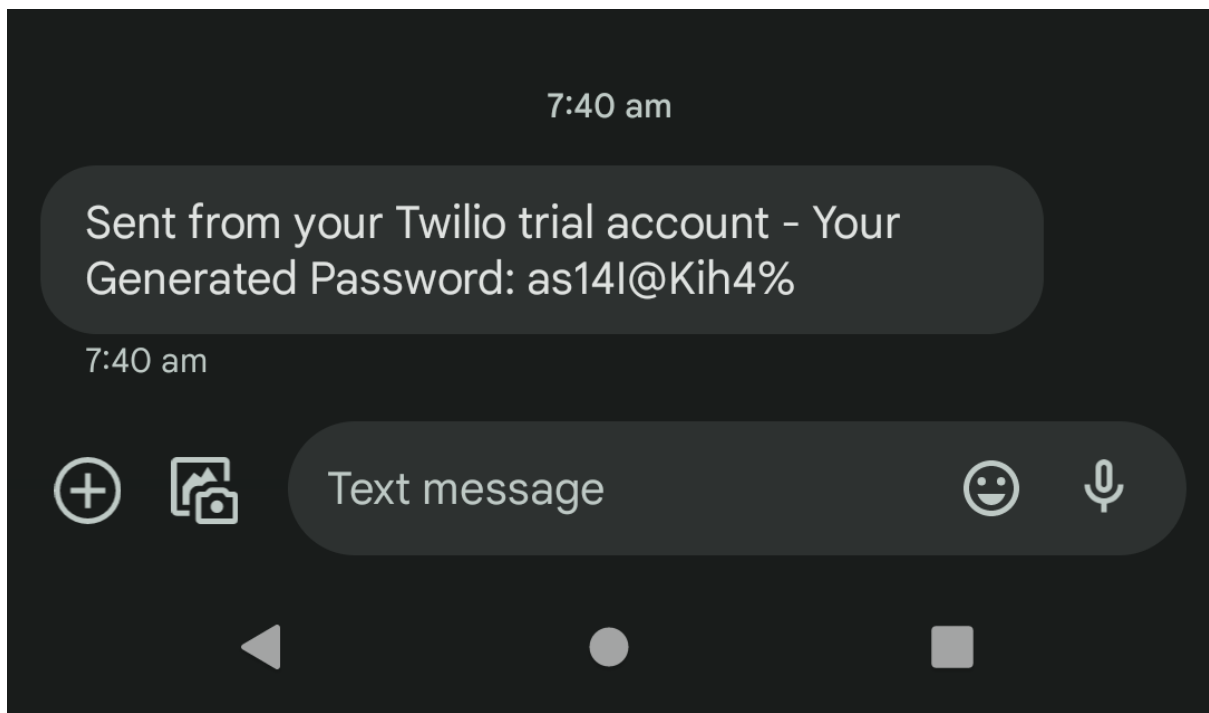 7:40 am
Sent from your Twilio trial account - Your
Generated Password: as14I@Kih4%
7:40 am
Text message